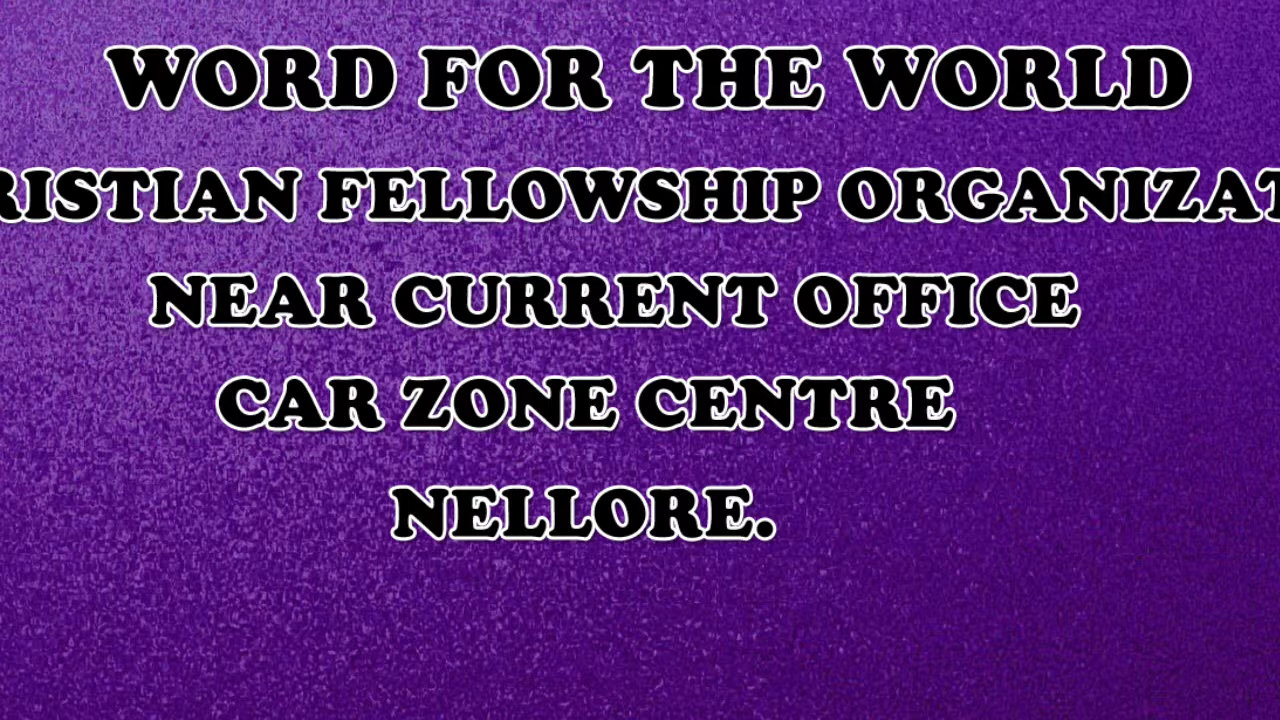 WORD FOR THE WORLD
RISTIAN FELLOWSHIP ORGANIZAT
NEAR CURRENT OFFICE
CAR ZONE CENTRE
NELLORE.